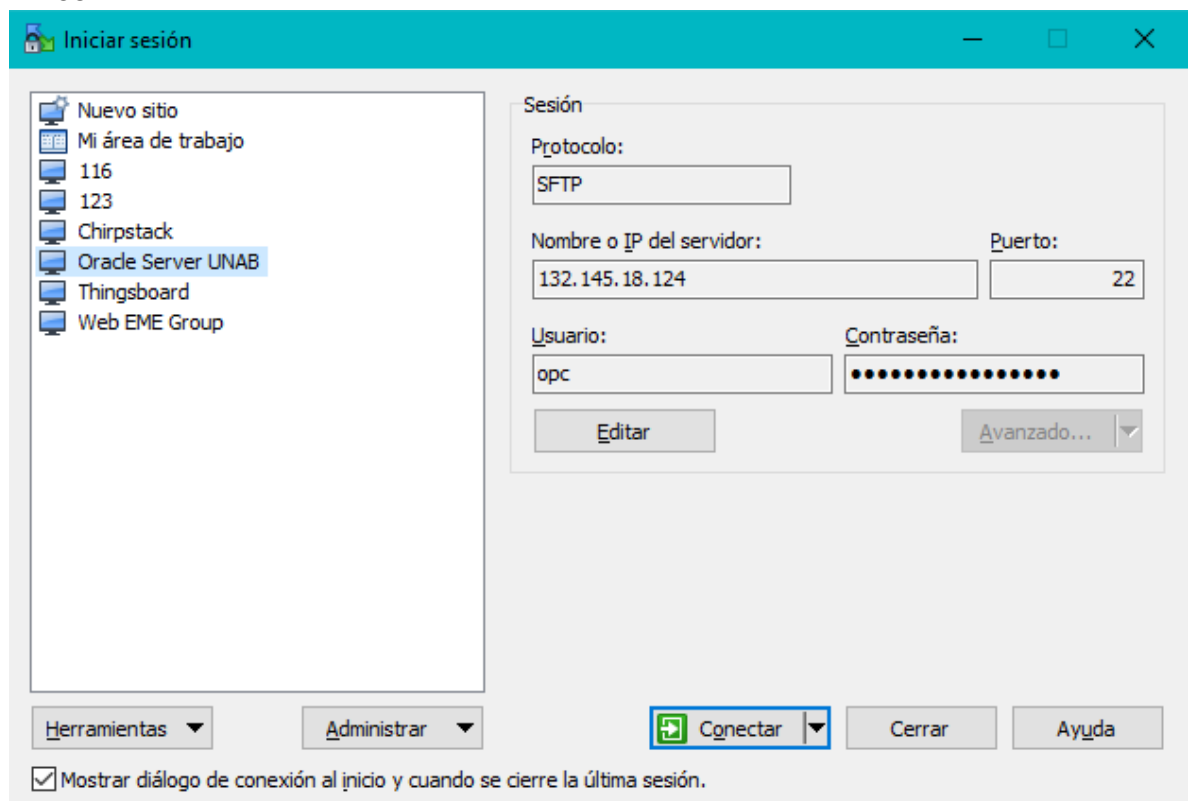 Iniciar sesión
Nuevo sitio
Mi área de trabajo
116
123
Chirpstack
Oracle Server UNAB
Thingsboard
Web EME Group
Sesión
Protocolo:
SFTP
Nombre o IP del servidor: Puerto:
132.145.18.124 22
Usuario: Contraseña:
opc ••••••••••••••••
Editar Avanzado...
Herramientas Administrar Conectar Cerrar Ayuda
Mostrar diálogo de conexión al inicio y cuando se cierre la última sesión.